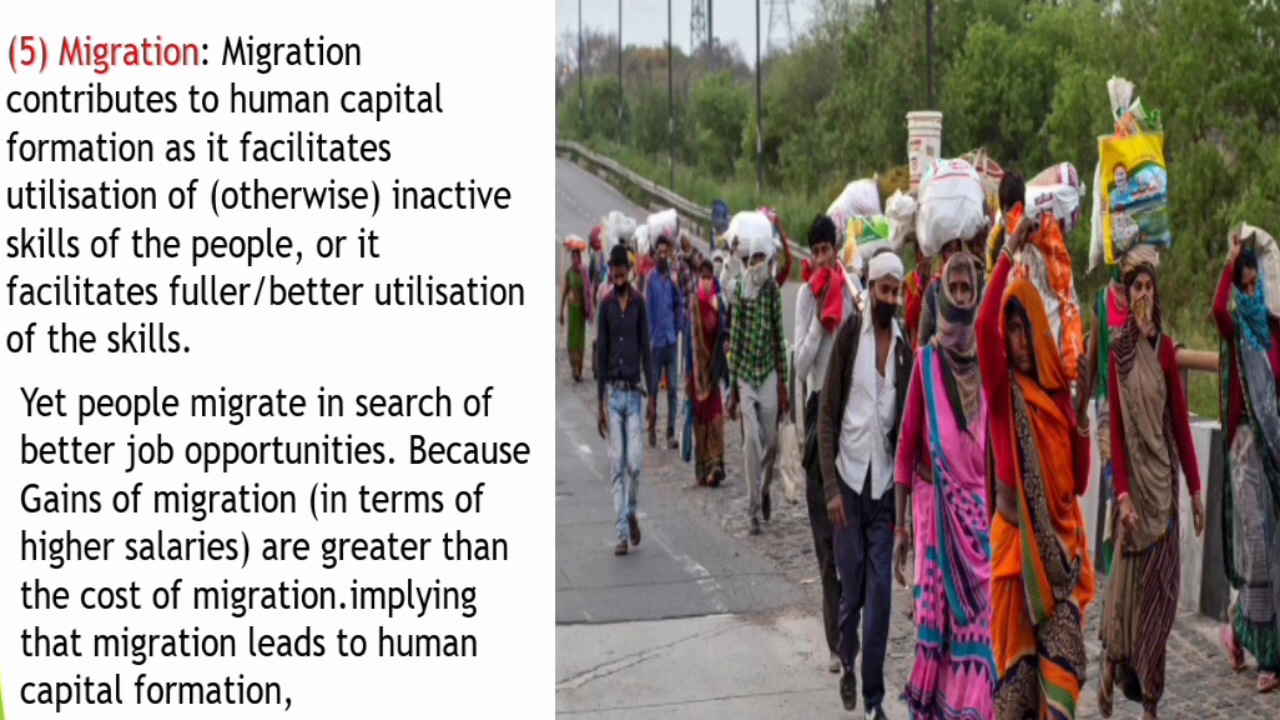 (5) Migration: Migration
contributes to human capital
formation as it facilitates
utilisation of (otherwise) inactive
skills of the people, or it
facilitates fuller/better utilisation
of the skills.
Yet people migrate in search of
better job opportunities. Because
Gains of migration (in terms of
higher salaries) are greater than
the cost of migration.implying
that migration leads to human
capital formation,